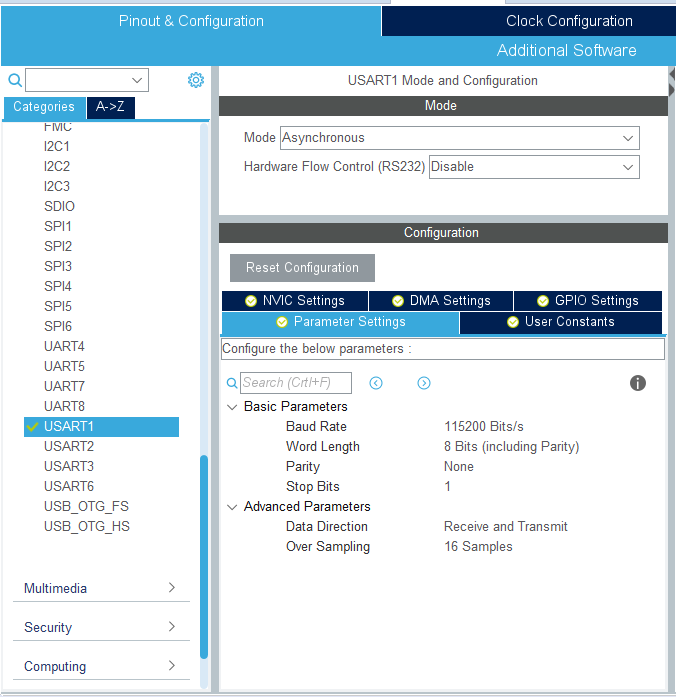 Pinout & Configuration
Clock Configuration
Additional Software
Categories
A->Z
FMC
I2C1
I2C2
I2C3
SDIO
SPI1
SPI2
SPI3
SPI4
SPI5
SPI6
UART4
UART5
UART7
UART8
USART1
USART2
USART3
USART6
USB_OTG_FS
USB_OTG_HS
Multimedia
Security
Computing
USART1 Mode and Configuration
Mode
Mode Asynchronous
Hardware Flow Control (RS232) Disable
Configuration
Reset Configuration
NVIC Settings
DMA Settings
GPIO Settings
Parameter Settings
User Constants
Configure the below parameters :
Search (Crtl+F)
Basic Parameters
Baud Rate 115200 Bits/s
Word Length 8 Bits (including Parity)
Parity None
Stop Bits 1
Advanced Parameters
Data Direction Receive and Transmit
Over Sampling 16 Samples